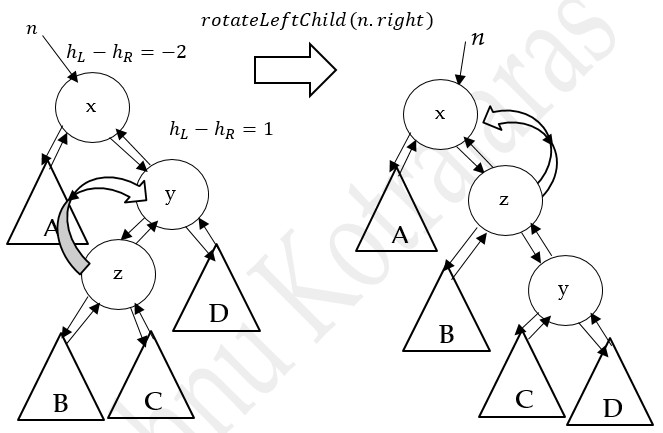 rotateLeftChild(n.right)
n
h_L − h_R = −2
x
h_L − h_R = 1
A
y
z
D
B
C
n
x
z
A
y
B
C
D